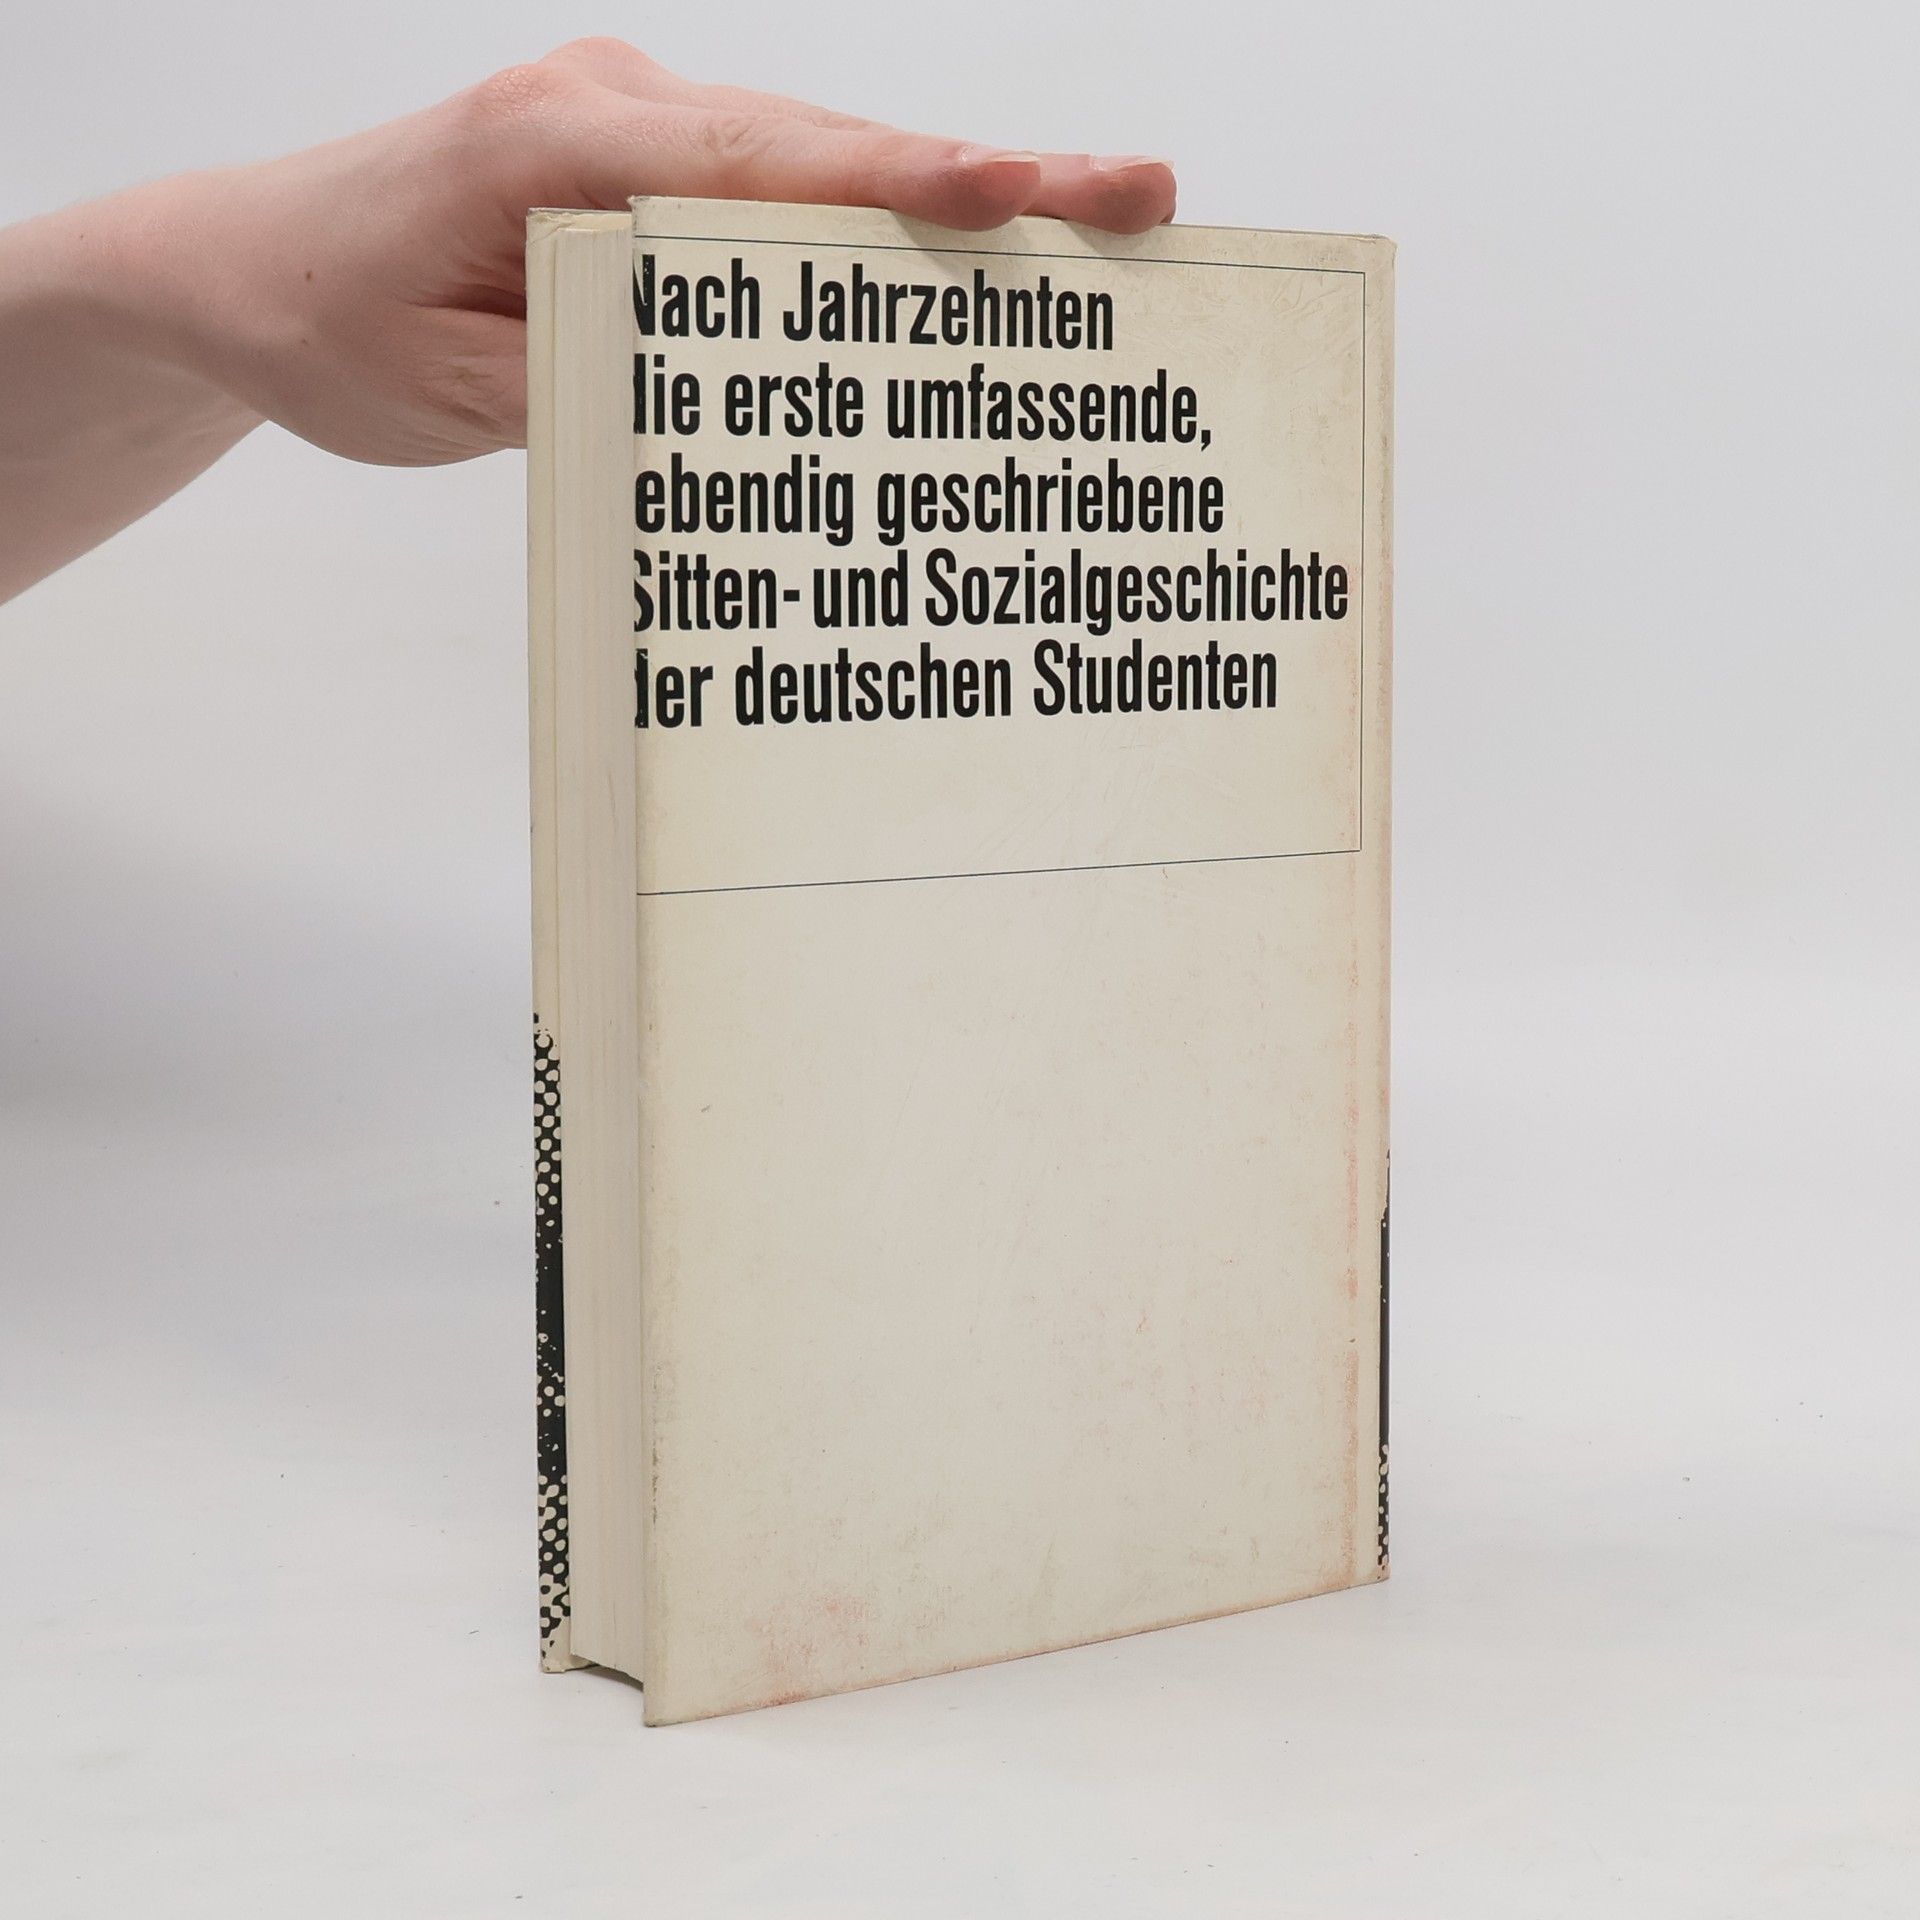 Nach Jahrzehnten
die erste umfassende,
lebendig geschriebene
Sitten- und Sozialgeschichte
der deutschen Studenten